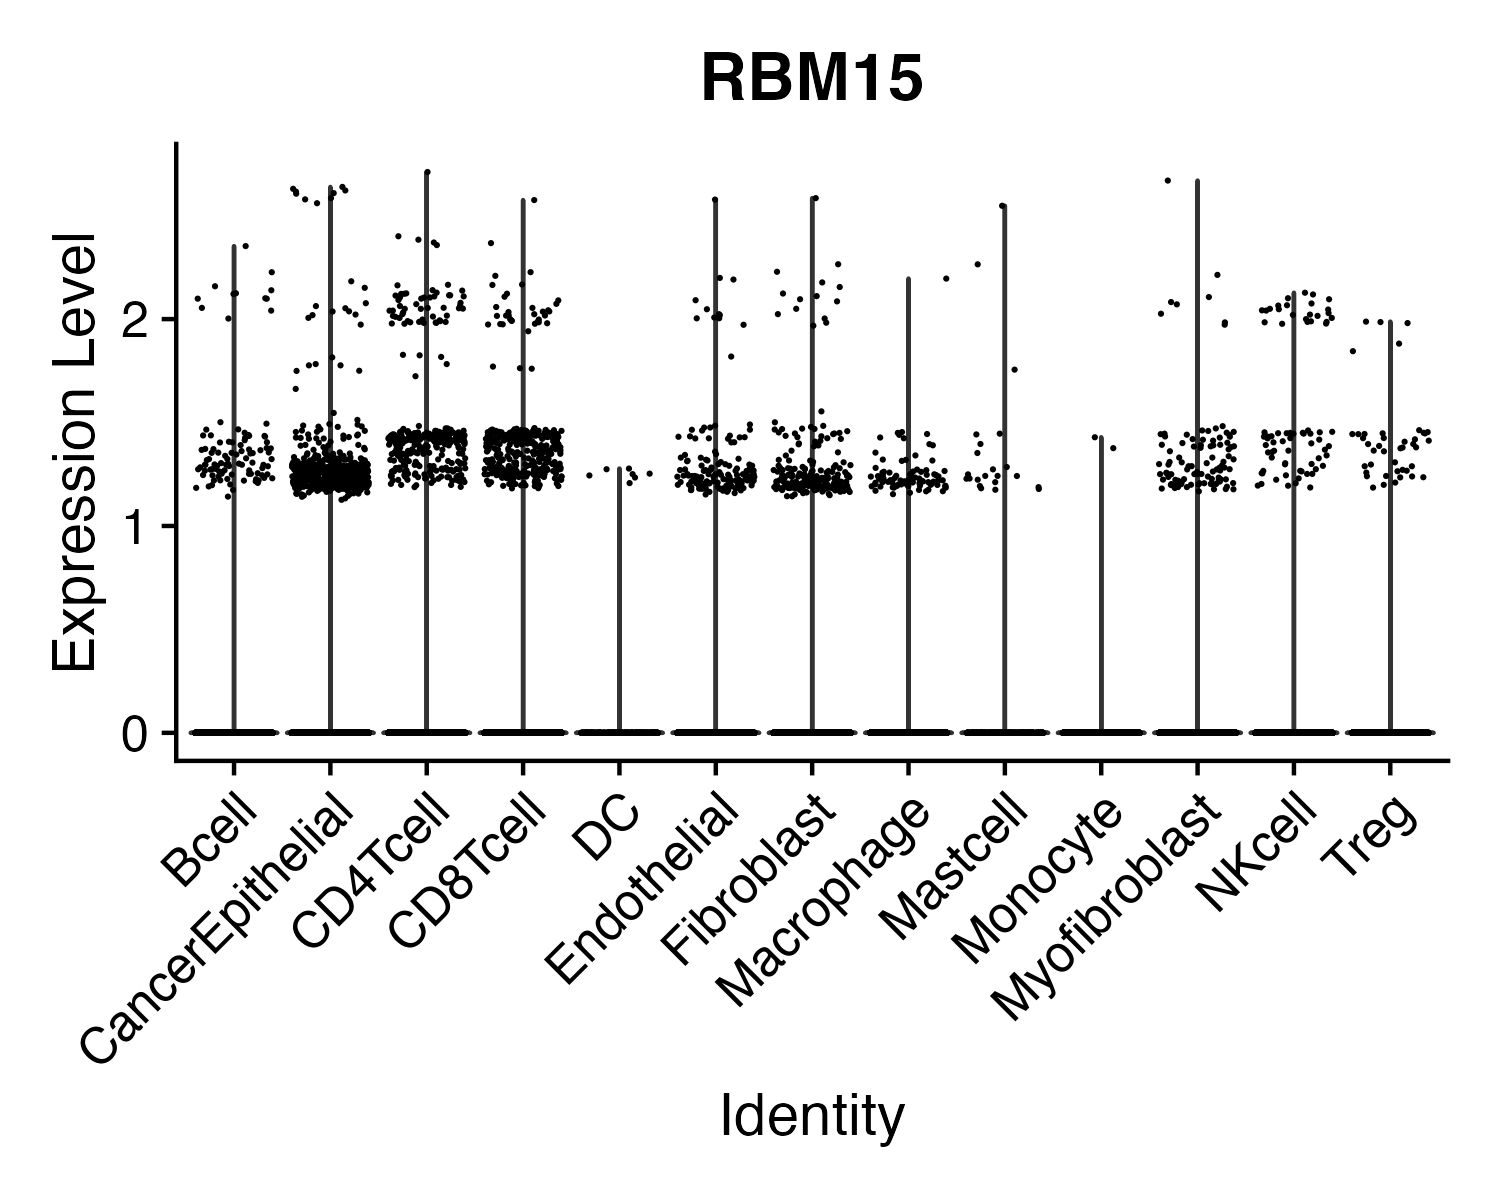 RBM15
Expression Level
2
1
0
Bcell
CancerEpithelial
CD4Tcell
CD8Tcell
DC
Endothelial
Fibroblast
Macrophage
Mastcell
Monocyte
Myofibroblast
NKcell
Treg
Identity